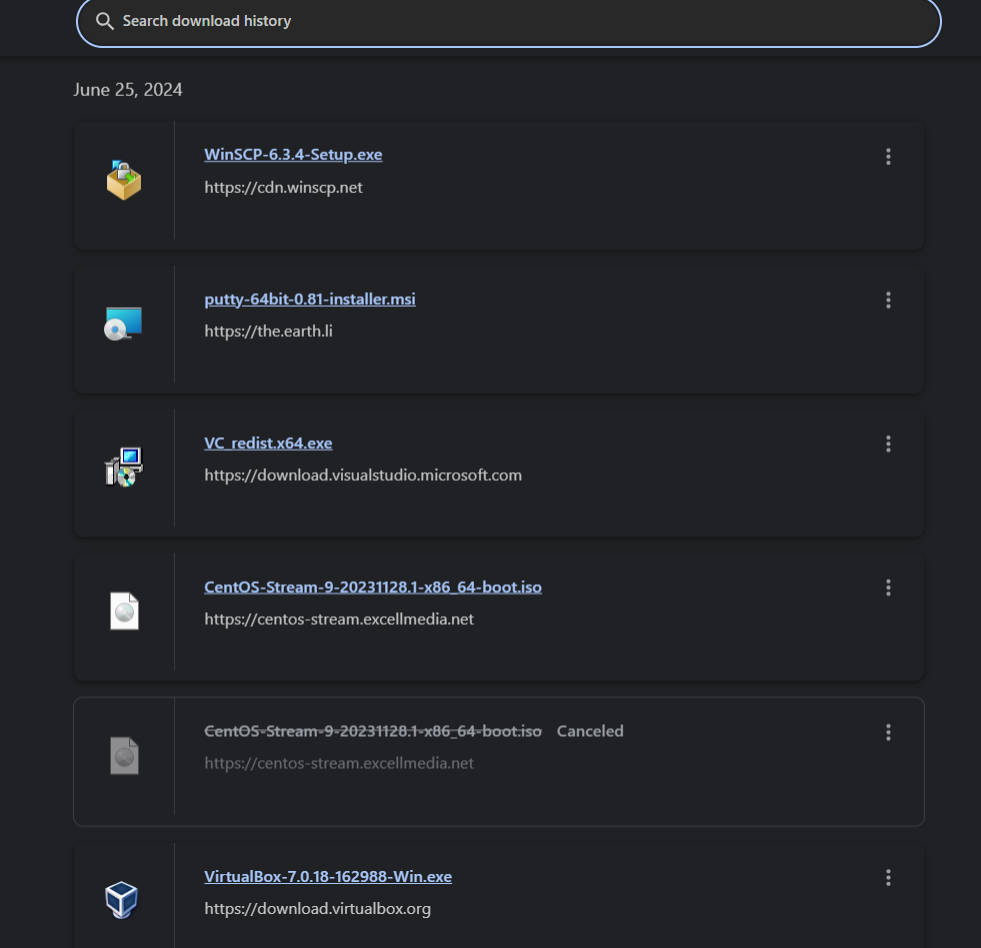 Search download history
June 25, 2024
WinSCP-6.3.4-Setup.exe
https://cdn.winscp.net
putty-64bit-0.81-installer.msi
https://the.earth.li
VC_redist.x64.exe
https://download.visualstudio.microsoft.com
CentOS-Stream-9-20231128.1-x86_64-boot.iso
https://centos-stream.excellmedia.net
CentOS-Stream-9-20231128.1-x86_64-boot.iso Canceled
https://centos-stream.excellmedia.net
VirtualBox-7.0.18-162988-Win.exe
https://download.virtualbox.org